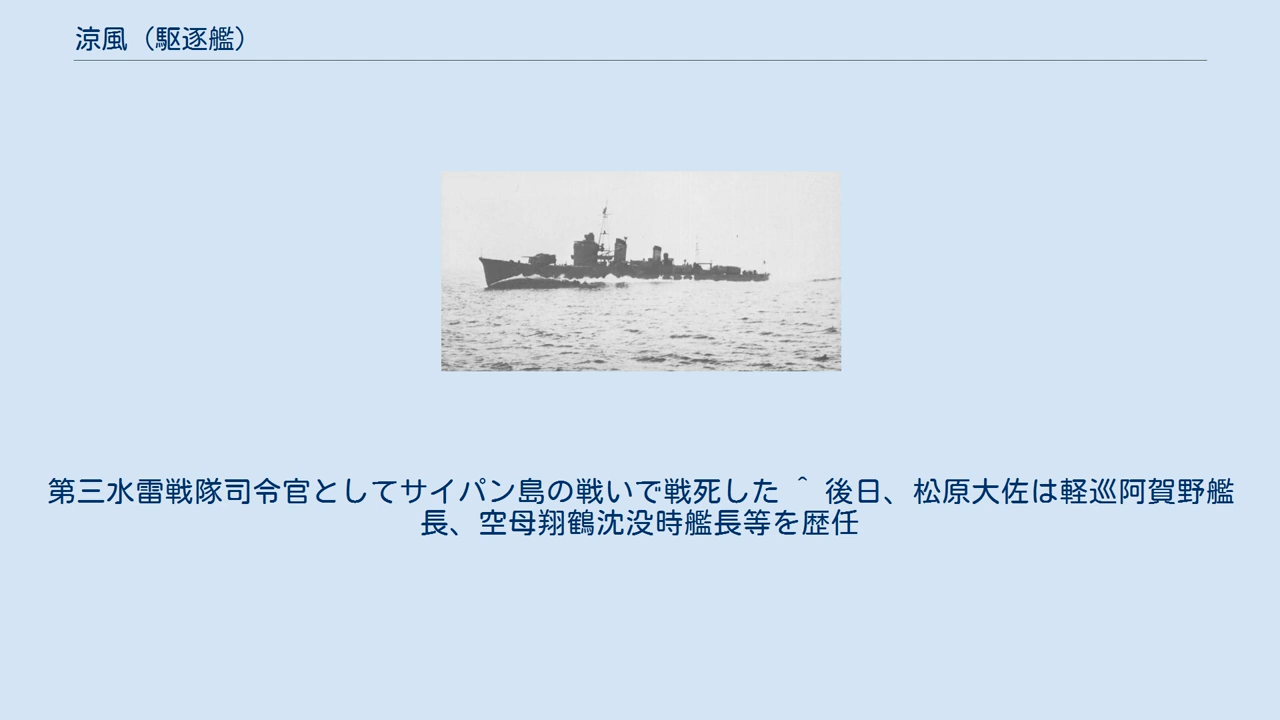 涼風（駆逐艦）
第三水雷戦隊司令官としてサイパン島の戦いで戦死した ＾ 後日、松原大佐は軽巡阿賀野艦
長、空母翔鶴沈没時艦長等を歴任